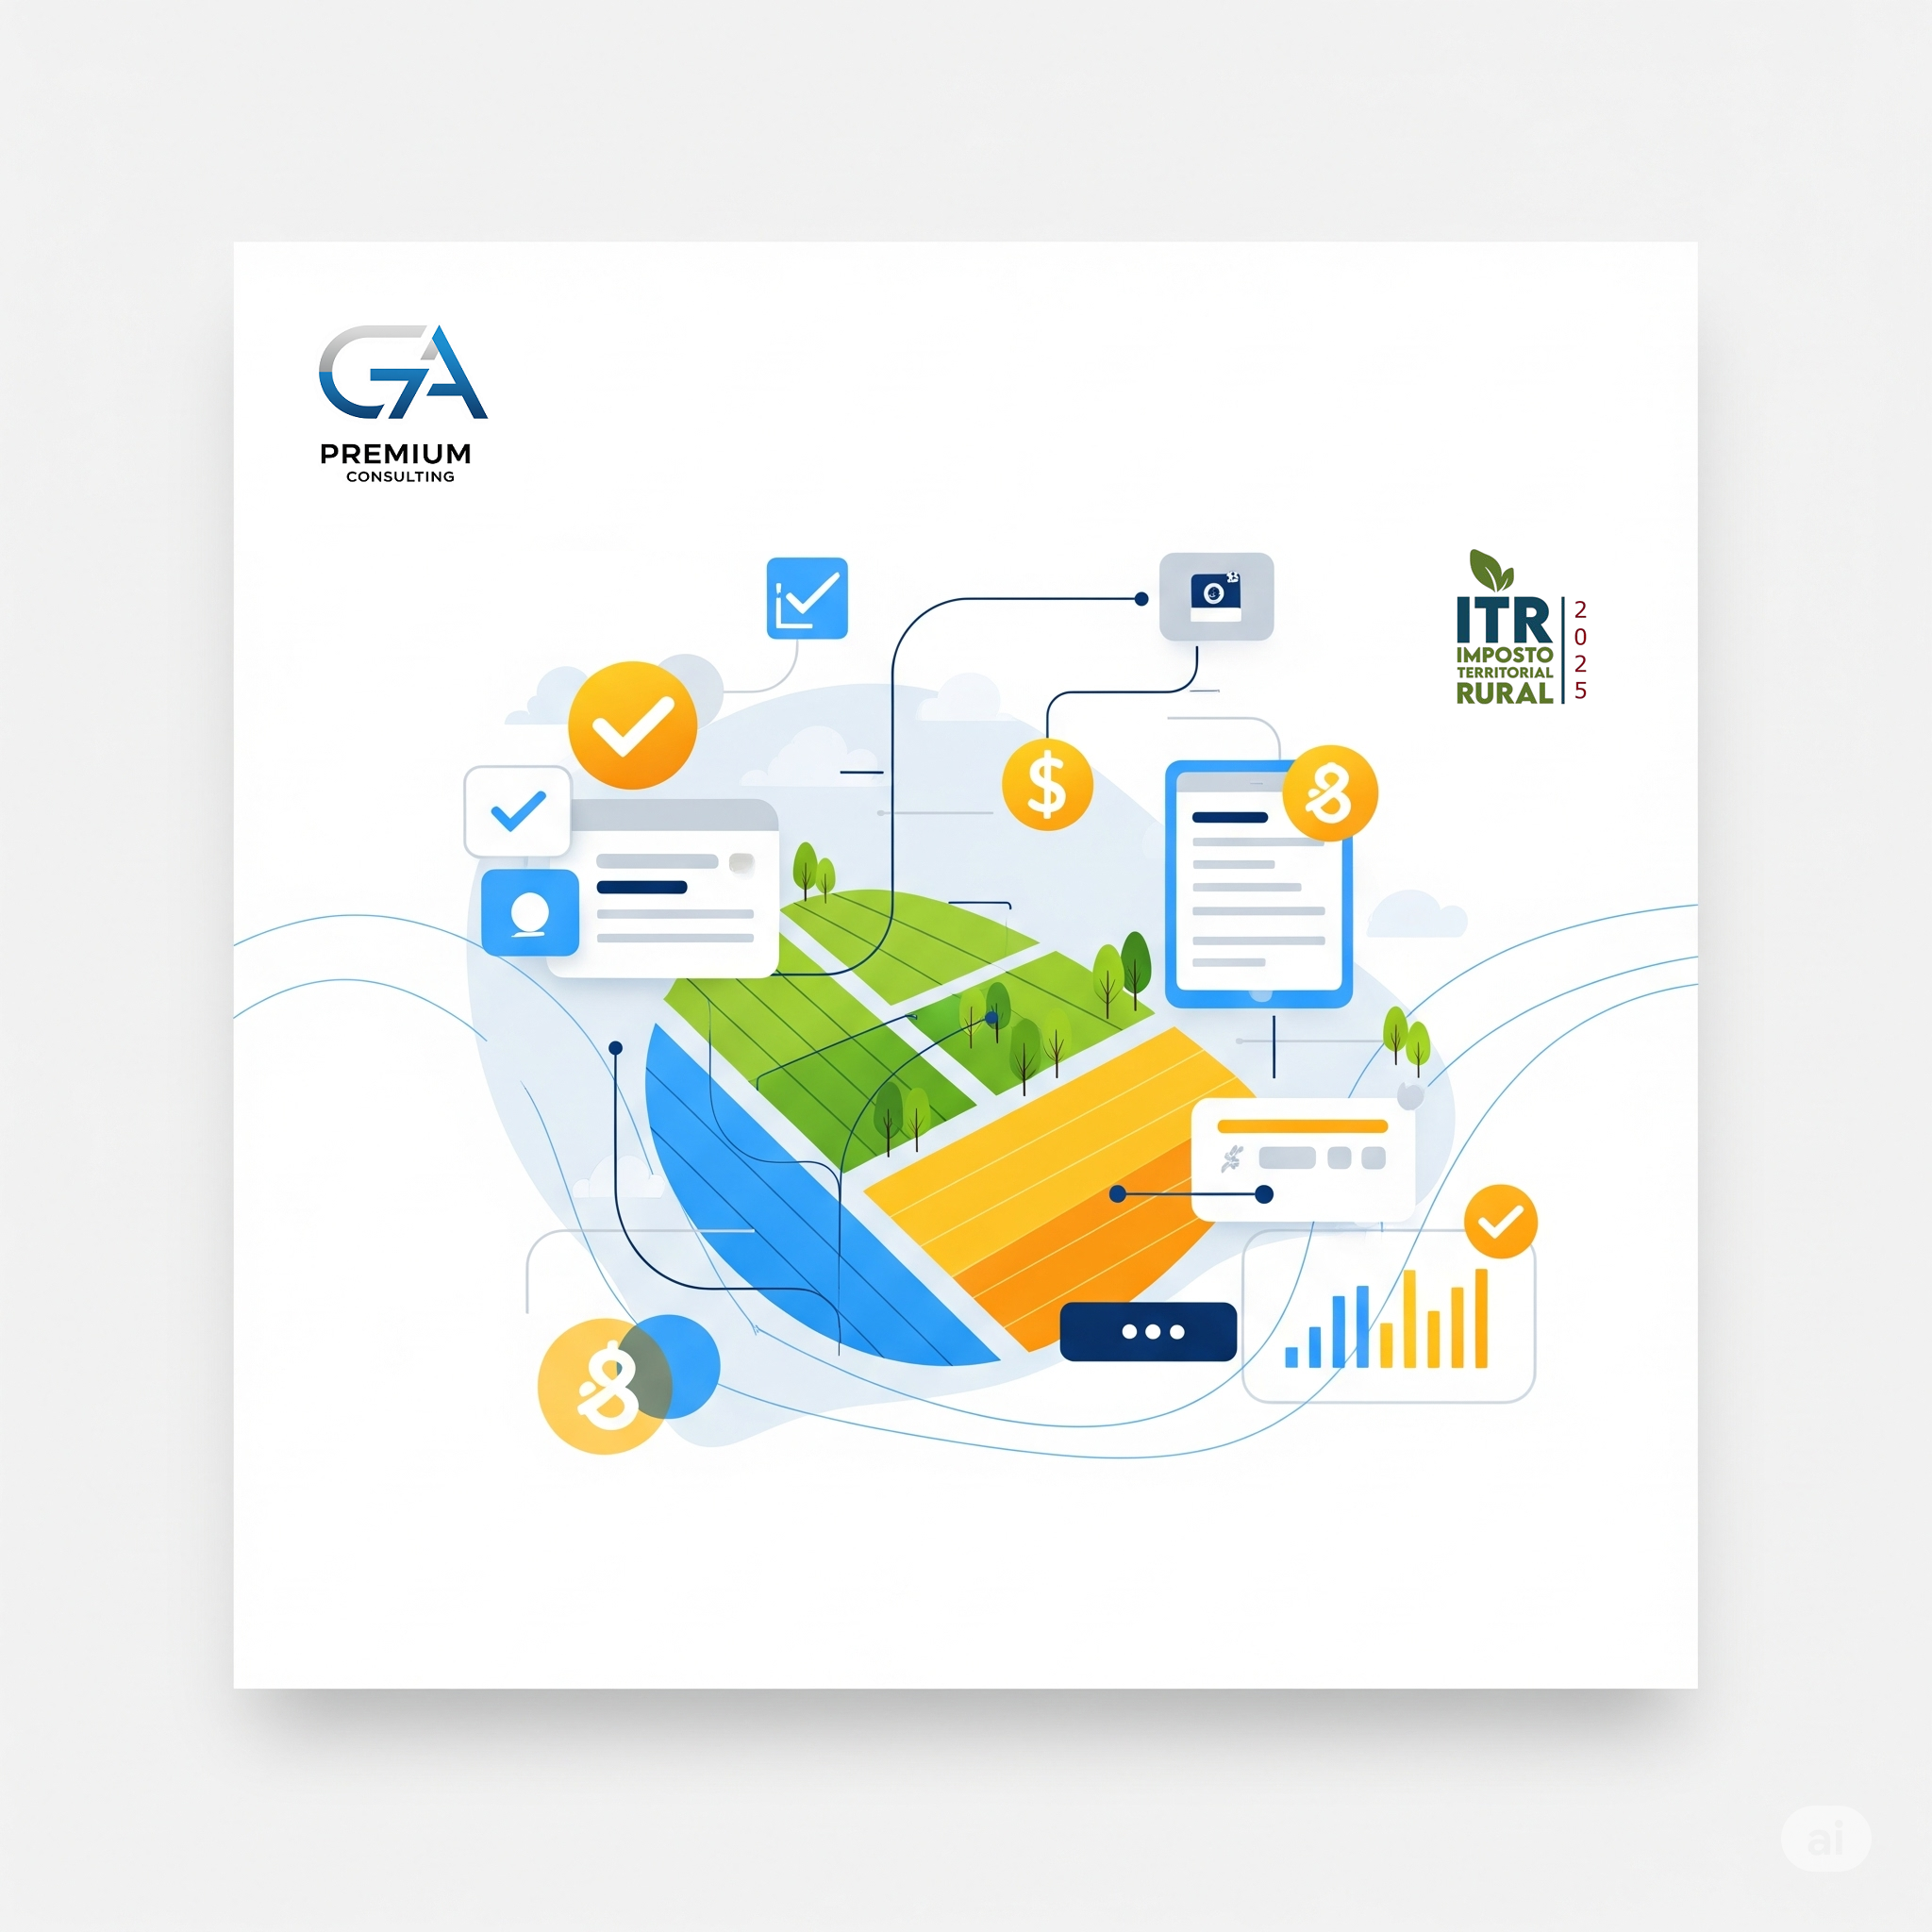 GA
PREMIUM
CONSULTING
ITR
IMPOSTO
TERRITORIAL
RURAL
2
0
2
5
$
ai